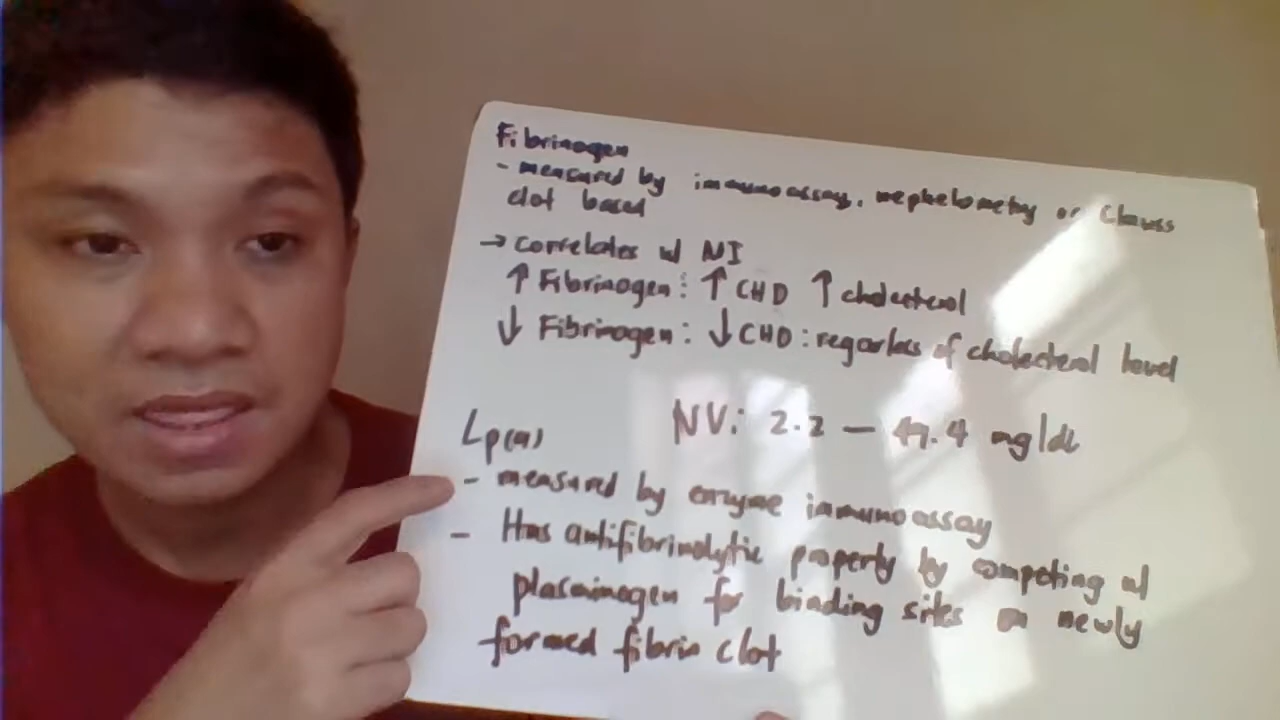 Fibrinogen
- measured by immunoassay, nephelometry or Clauss
clot based
→ correlates w/ MI
↑ Fibrinogen: ↑ CHD ↑ cholesterol
↓ Fibrinogen: ↓ CHD: regarless of cholesterol level
Lp(a) NV: 2.2 — 49.4 mg/dL
- measured by enzyme immunoassay
- Has antifibrinolytic property by competing w/
plasminogen for binding sites on newly
formed fibrin clot